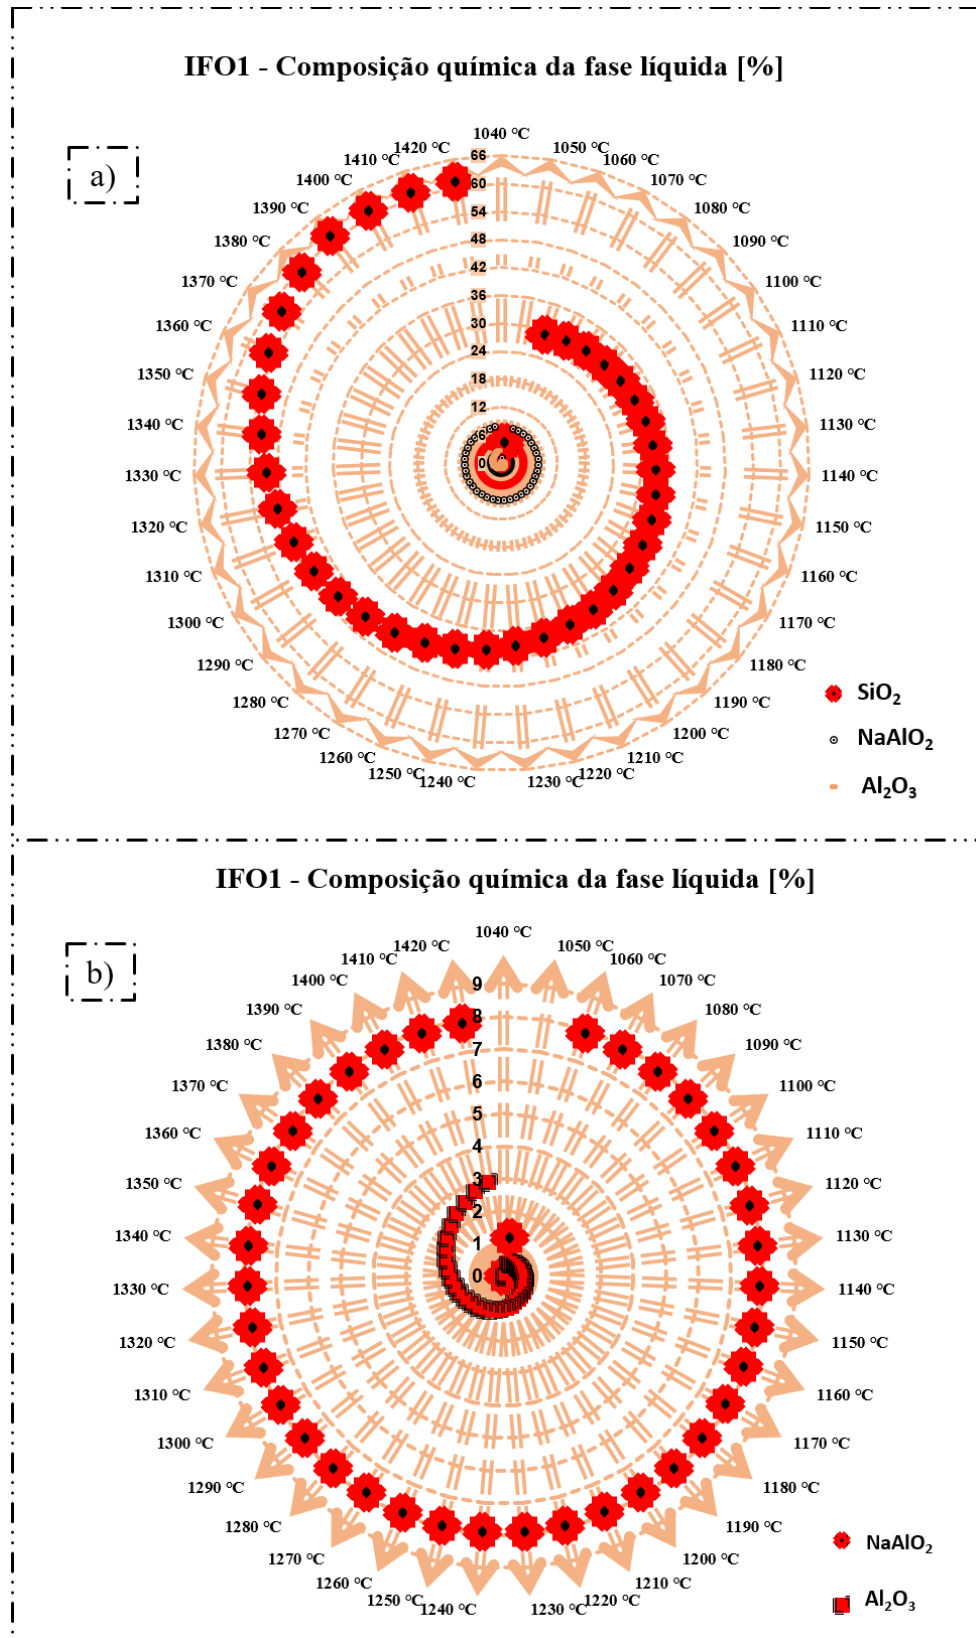 IFO1 - Composição química da fase líquida [%]
a)
1040 °C
1050 °C
1060 °C
1070 °C
1080 °C
1090 °C
1100 °C
1110 °C
1120 °C
1130 °C
1140 °C
1150 °C
1160 °C
1170 °C
1180 °C
1190 °C
1200 °C
1210 °C
1220 °C
1230 °C
1240 °C
1250 °C
1260 °C
1270 °C
1280 °C
1290 °C
1300 °C
1310 °C
1320 °C
1330 °C
1340 °C
1350 °C
1360 °C
1370 °C
1380 °C
1390 °C
1400 °C
1410 °C
1420 °C
66
60
54
48
42
36
30
24
18
12
6
0
SiO₂
NaAlO₂
Al₂O₃
IFO1 - Composição química da fase líquida [%]
b)
1040 °C
1050 °C
1060 °C
1070 °C
1080 °C
1090 °C
1100 °C
1110 °C
1120 °C
1130 °C
1140 °C
1150 °C
1160 °C
1170 °C
1180 °C
1190 °C
1200 °C
1210 °C
1220 °C
1230 °C
1240 °C
1250 °C
1260 °C
1270 °C
1280 °C
1290 °C
1300 °C
1310 °C
1320 °C
1330 °C
1340 °C
1350 °C
1360 °C
1370 °C
1380 °C
1390 °C
1400 °C
1410 °C
1420 °C
9
8
7
6
5
4
3
2
1
0
NaAlO₂
Al₂O₃